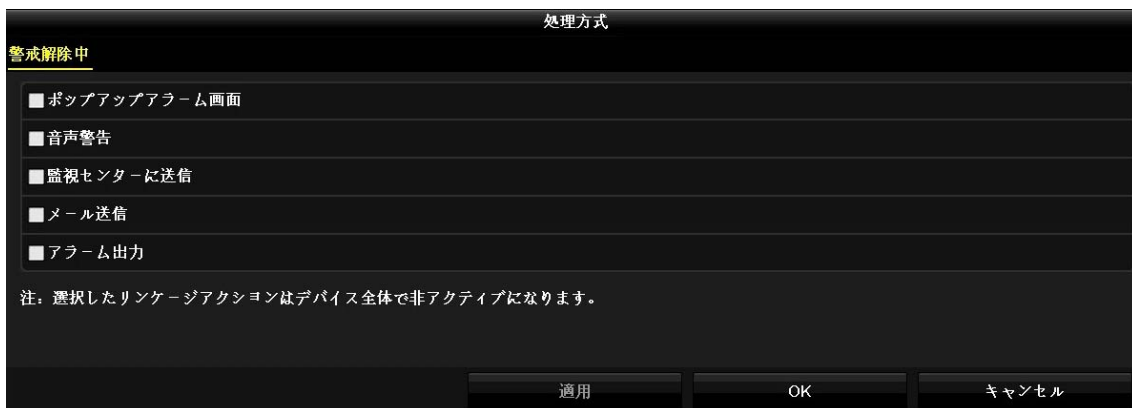 処理方式
警戒解除中
ポップアップアラーム画面
音声警告
監視センターに送信
メール送信
アラーム出力
注: 選択したリンケージアクションはデバイス全体で非アクティブになります。
適用 OK キャンセル